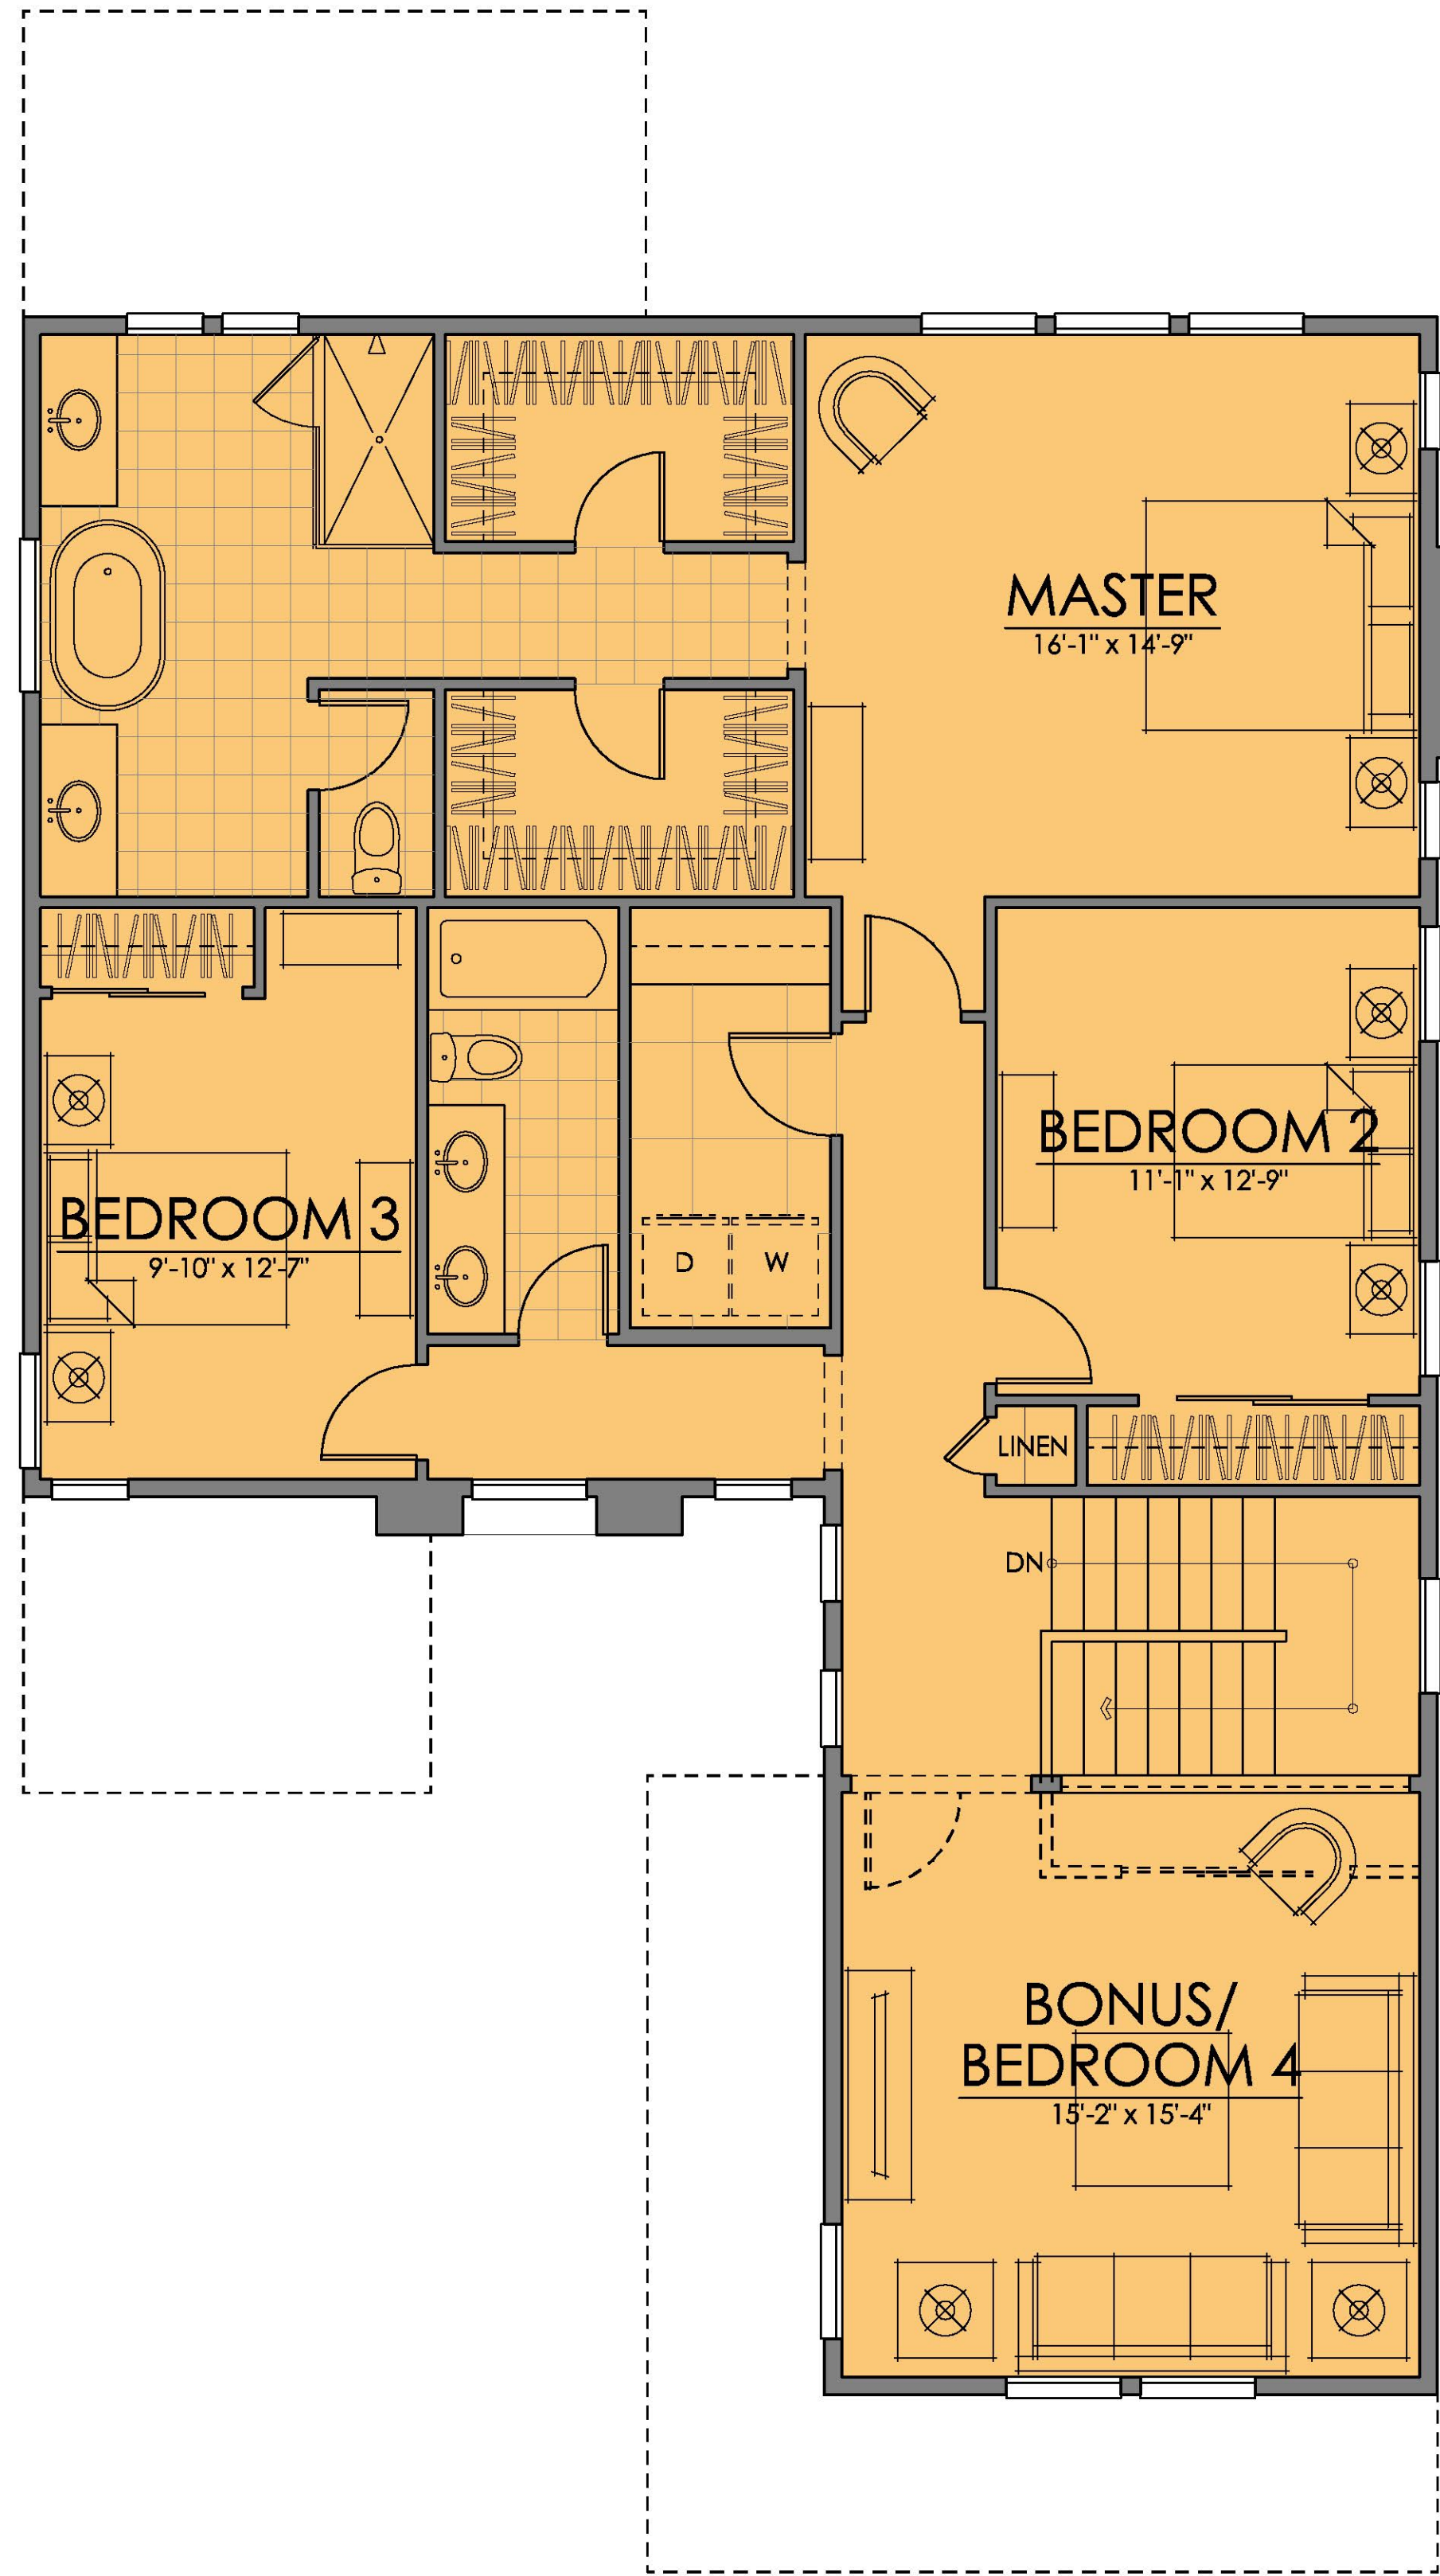 MASTER
16'-1" x 14'-9"
BEDROOM 2
11'-1" x 12'-9"
BEDROOM 3
9'-10" x 12'-7"
D
W
LINEN
DN
BONUS/
BEDROOM 4
15'-2" x 15'-4"